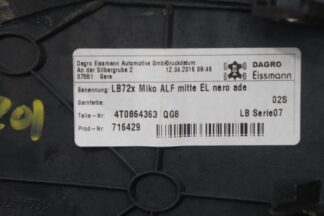 Dagro Eissmann Automotive GmbH Druckdatum:
An der Silbergrube 2 12.04.2016 09:46
07551 Gera
DAGRO
Eissmann
Benennung: LB72x Miko ALF mitte EL nero ade
Garnfarbe: 02S
Teile-Nr: 4T0864363 QG8 LB Serie07
Prod-Nr: 716429